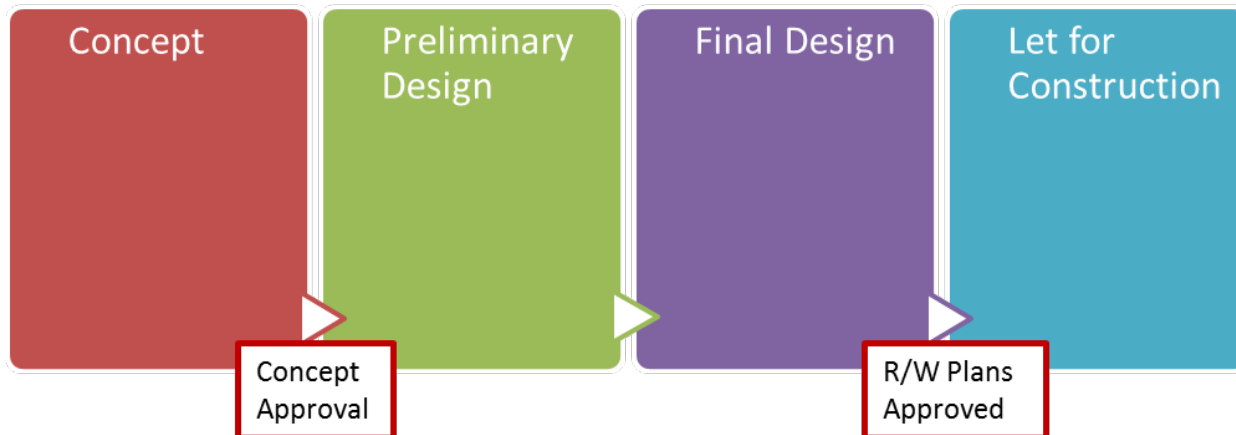 Concept
Preliminary
Design
Final Design
Let for
Construction
Concept
Approval
R/W Plans
Approved